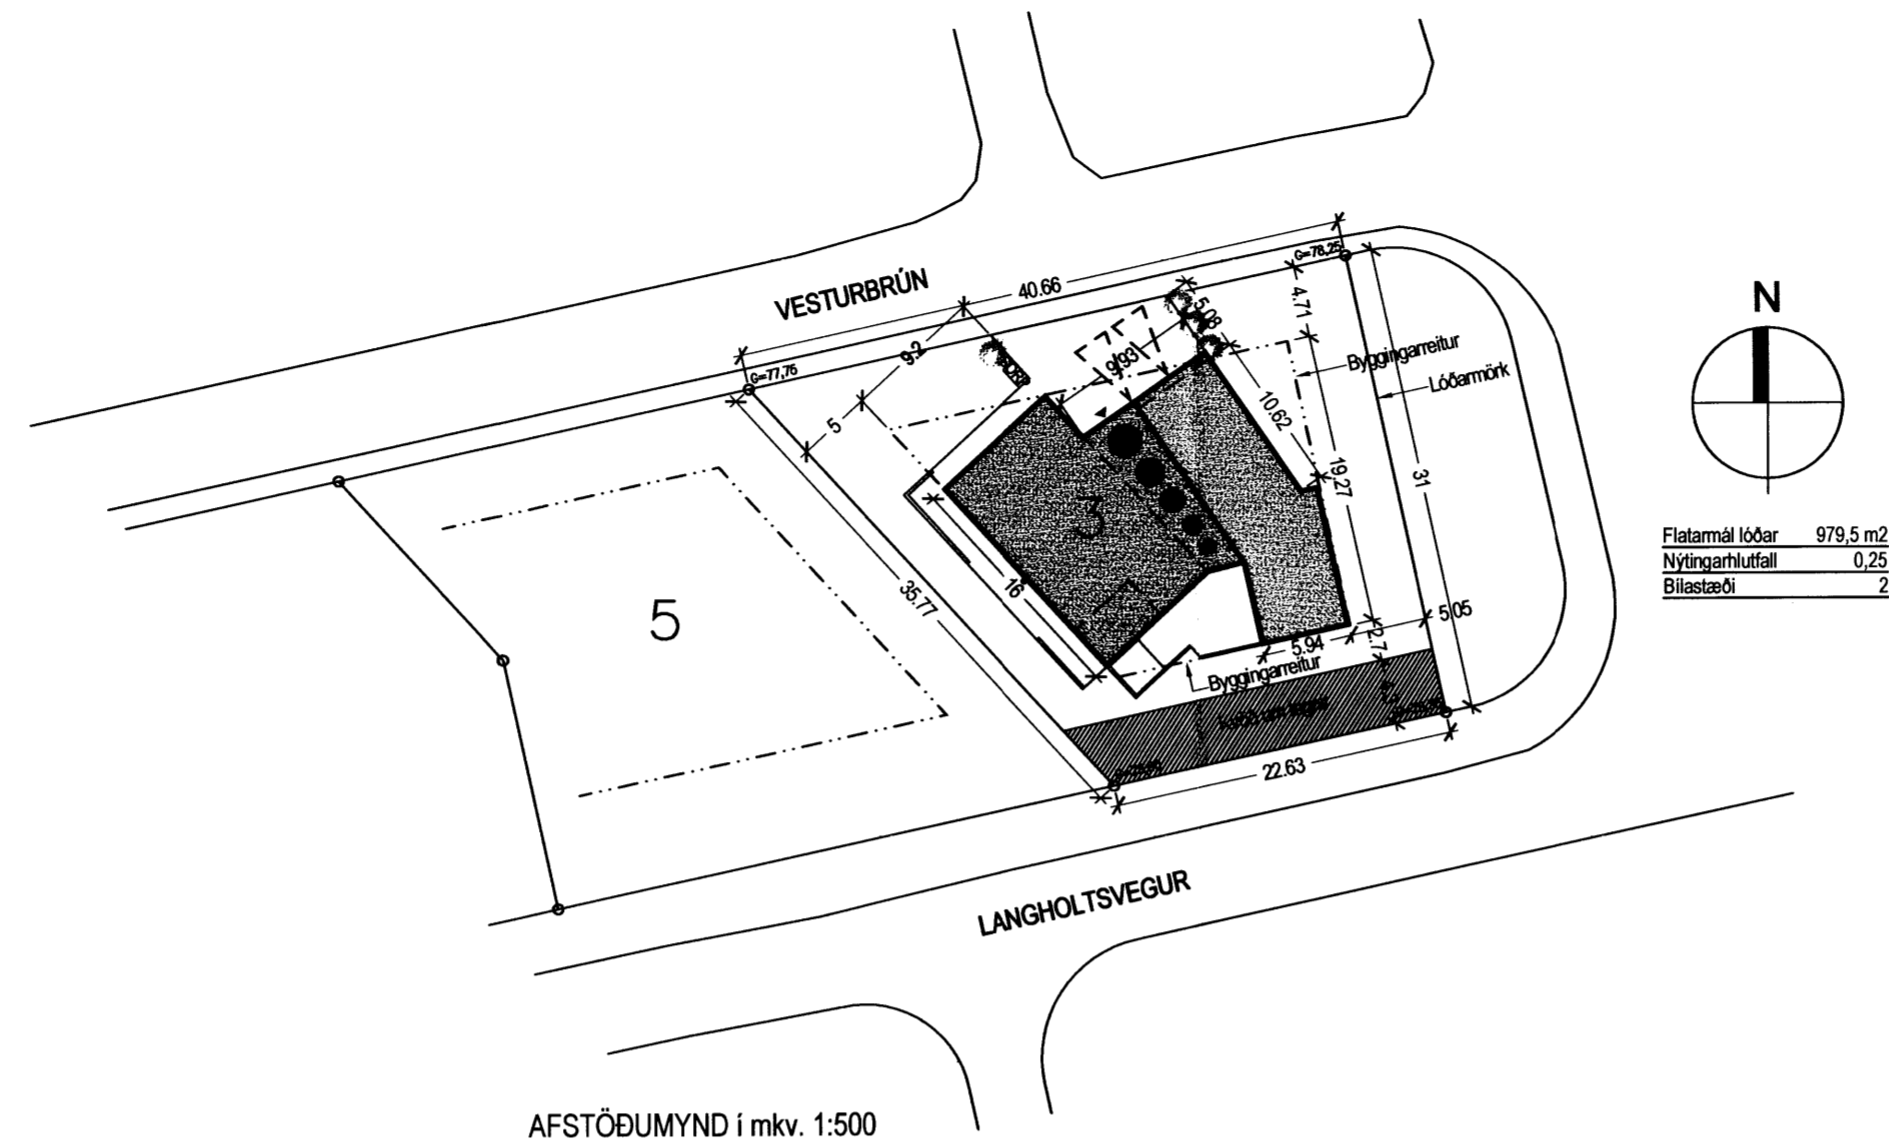 VESTURBRÚN
40.66
G=78,25
G=77,76
9.2
5
5.08
9,93
4.71
Byggingarreitur
Lóðarmörk
10.62
19.27
31
3
16
35.77
5
5.05
5.94
2.7
Byggingarreitur
22.63
LANGHOLTSVEGUR
N
Flatarmál lóðar 979,5 m2
Nýtingarhlutfall 0,25
Bílastæði 2
AFSTÖÐUMYND í mkv. 1:500